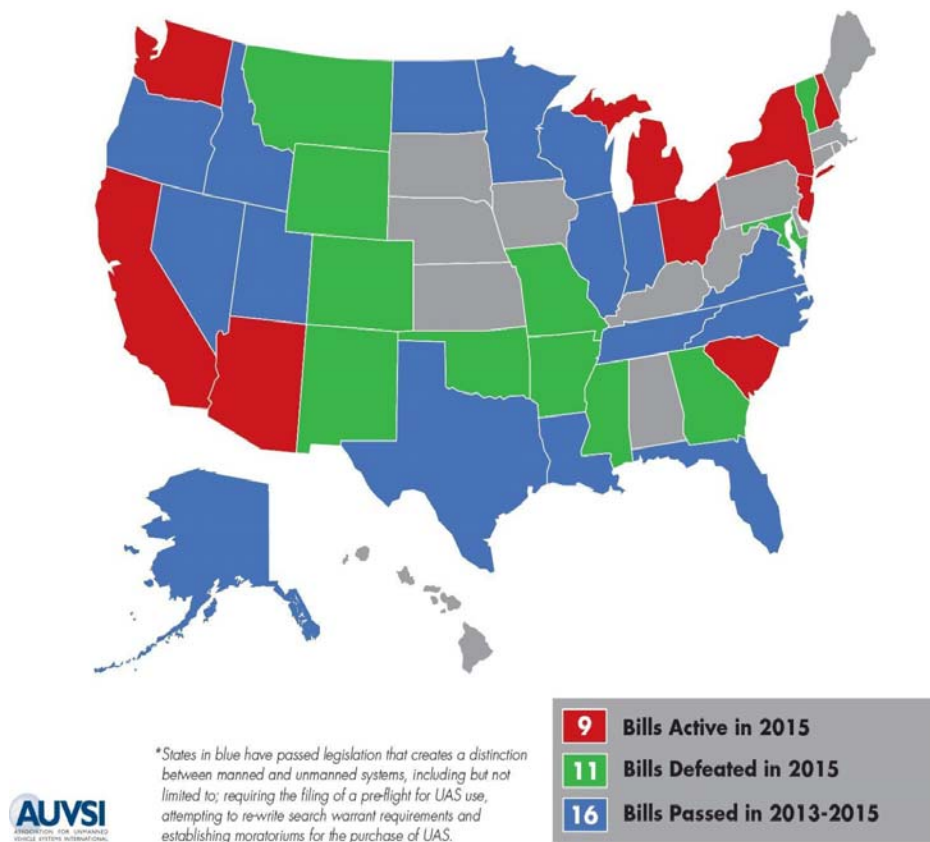 9 Bills Active in 2015
11 Bills Defeated in 2015
16 Bills Passed in 2013-2015
*States in blue have passed legislation that creates a distinction
between manned and unmanned systems, including but not
limited to; requiring the filing of a pre-flight for UAS use,
attempting to re-write search warrant requirements and
establishing moratoriums for the purchase of UAS.
AUVSI
ASSOCIATION FOR UNMANNED
VEHICLE SYSTEMS INTERNATIONAL